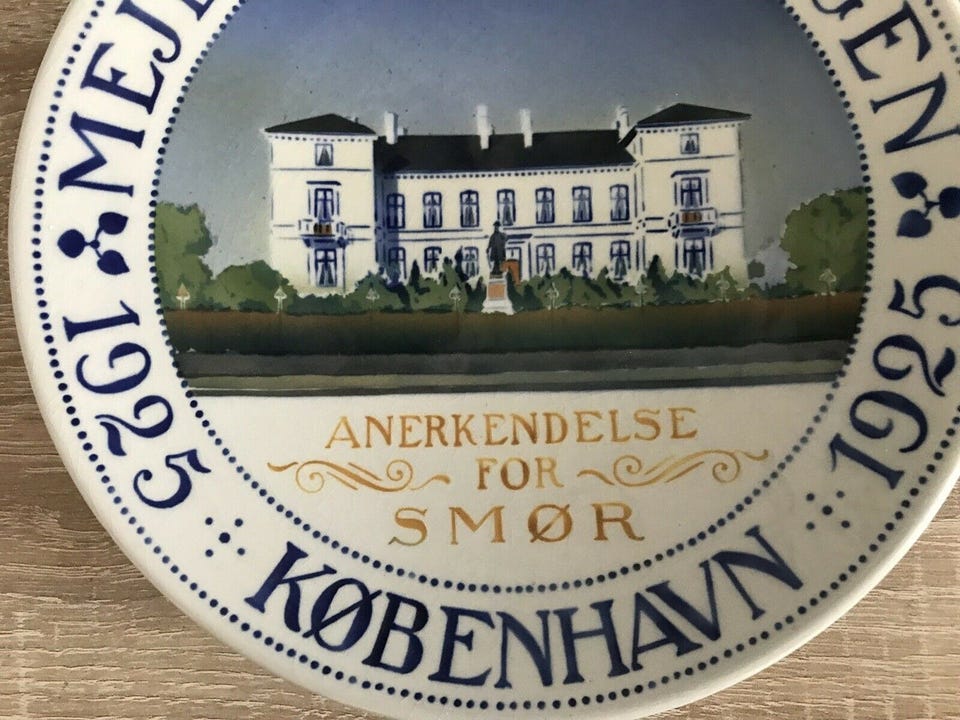 1925
KØBENHAVN
1925
ANERKENDELSE
FOR
SMØR